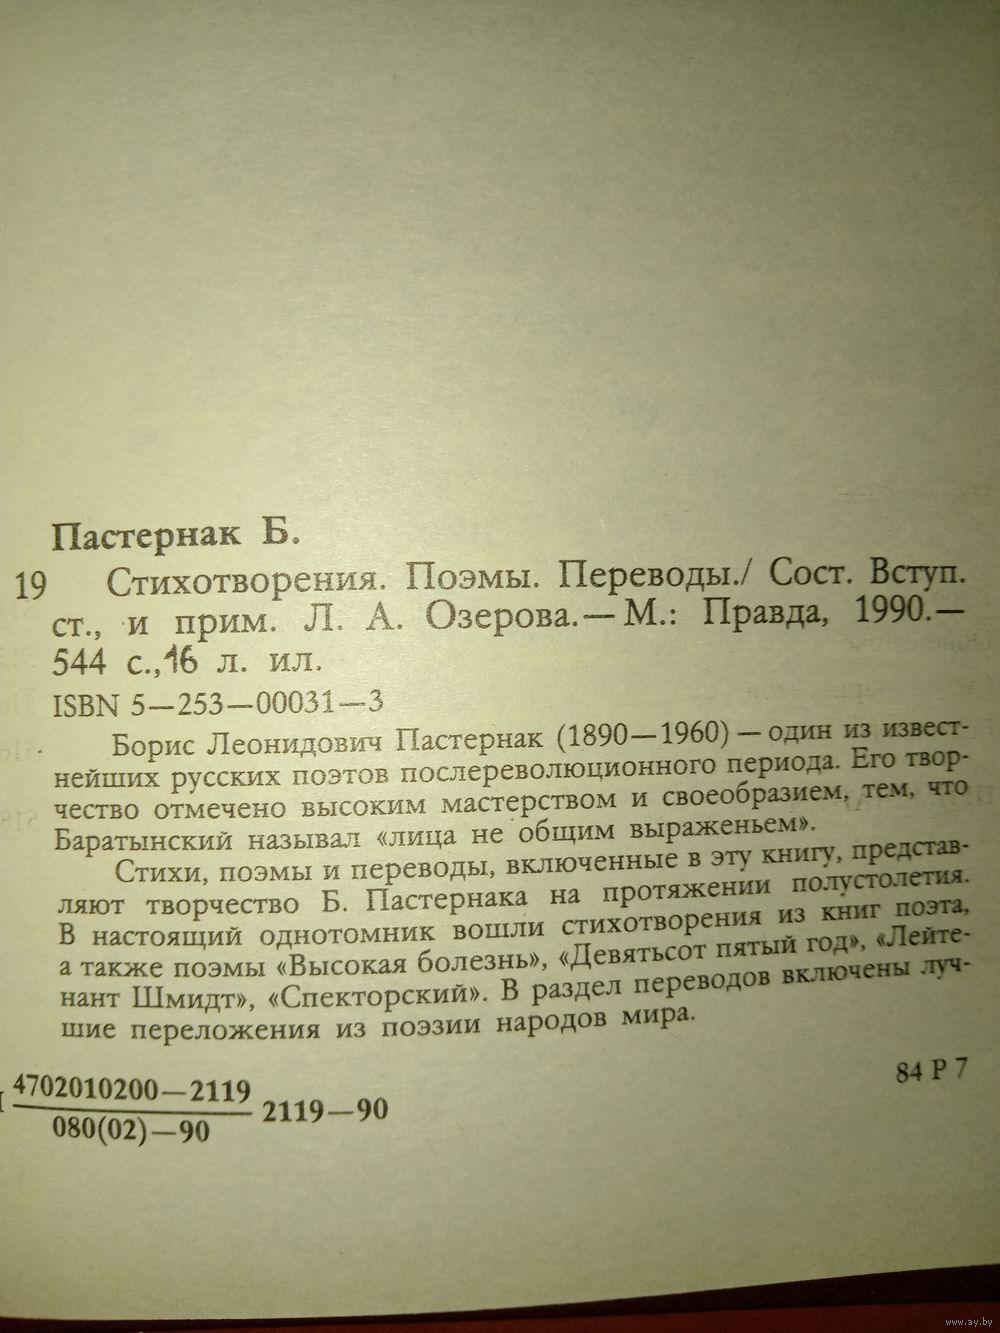 Пастернак Б.
19 Стихотворения. Поэмы. Переводы./ Сост. Вступ.
ст., и прим. Л. А. Озерова.— М.: Правда, 1990.—
544 с.,16 л. ил.
ISBN 5—253—00031—3
Борис Леонидович Пастернак (1890—1960) — один из извест-
нейших русских поэтов послереволюционного периода. Его твор-
чество отмечено высоким мастерством и своеобразием, тем, что
Баратынский называл «лица не общим выраженьем».
Стихи, поэмы и переводы, включенные в эту книгу, представ-
ляют творчество Б. Пастернака на протяжении полустолетия.
В настоящий однотомник вошли стихотворения из книг поэта,
а также поэмы «Высокая болезнь», «Девятьсот пятый год», «Лейте-
нант Шмидт», «Спекторский». В раздел переводов включены луч-
шие переложения из поэзии народов мира.
84 Р 7
4702010200—2119
080(02)—90
2119—90
www.ay.by